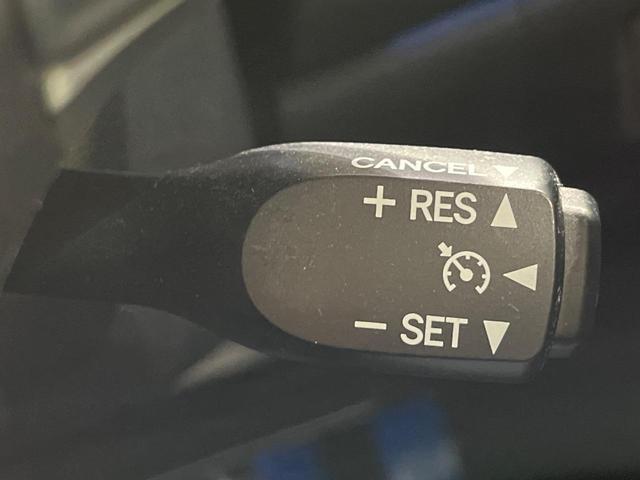 CANCEL ▼
+ RES ▲
◀
− SET ▼